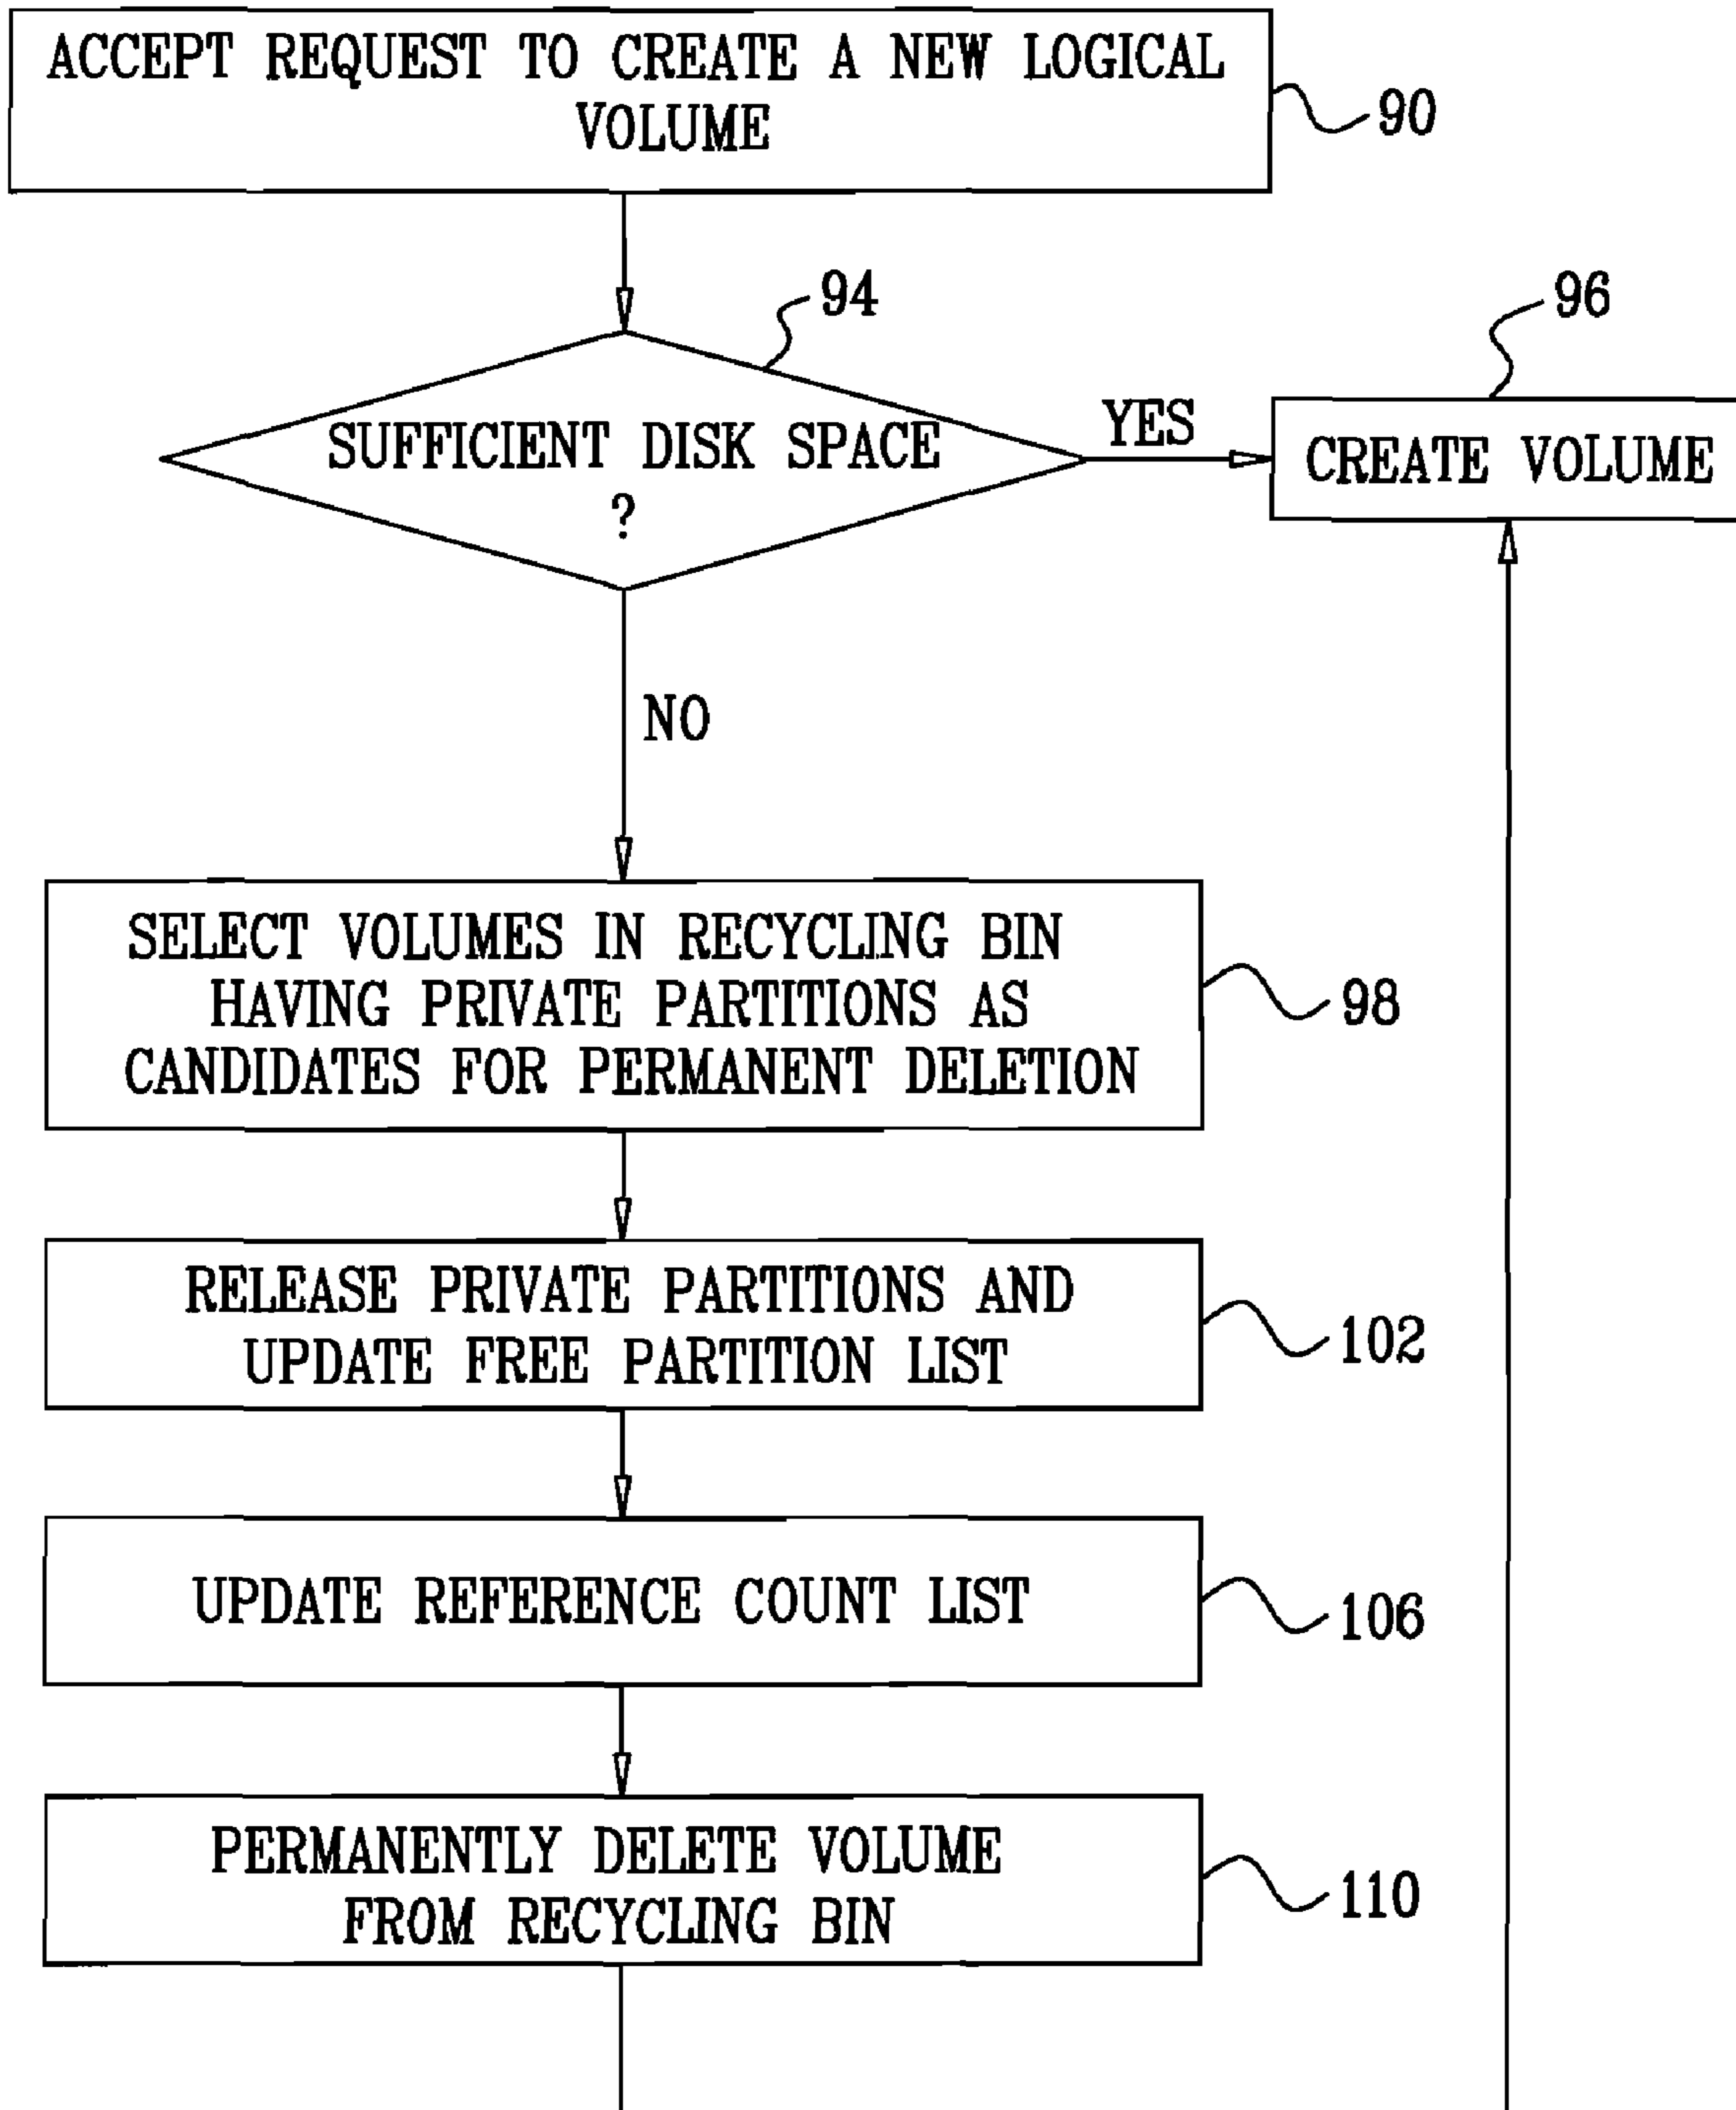 ACCEPT REQUEST TO CREATE A NEW LOGICAL
VOLUME
90
94
96
SUFFICIENT DISK SPACE
?
YES
CREATE VOLUME
NO
SELECT VOLUMES IN RECYCLING BIN
HAVING PRIVATE PARTITIONS AS
CANDIDATES FOR PERMANENT DELETION
98
RELEASE PRIVATE PARTITIONS AND
UPDATE FREE PARTITION LIST
102
UPDATE REFERENCE COUNT LIST
106
PERMANENTLY DELETE VOLUME
FROM RECYCLING BIN
110